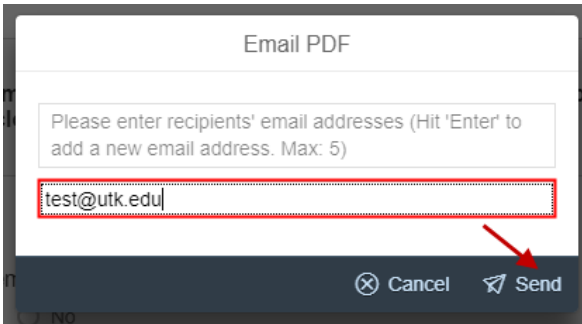 Email PDF
Please enter recipients' email addresses (Hit 'Enter' to
add a new email address. Max: 5)
test@utk.edu
Cancel Send
No